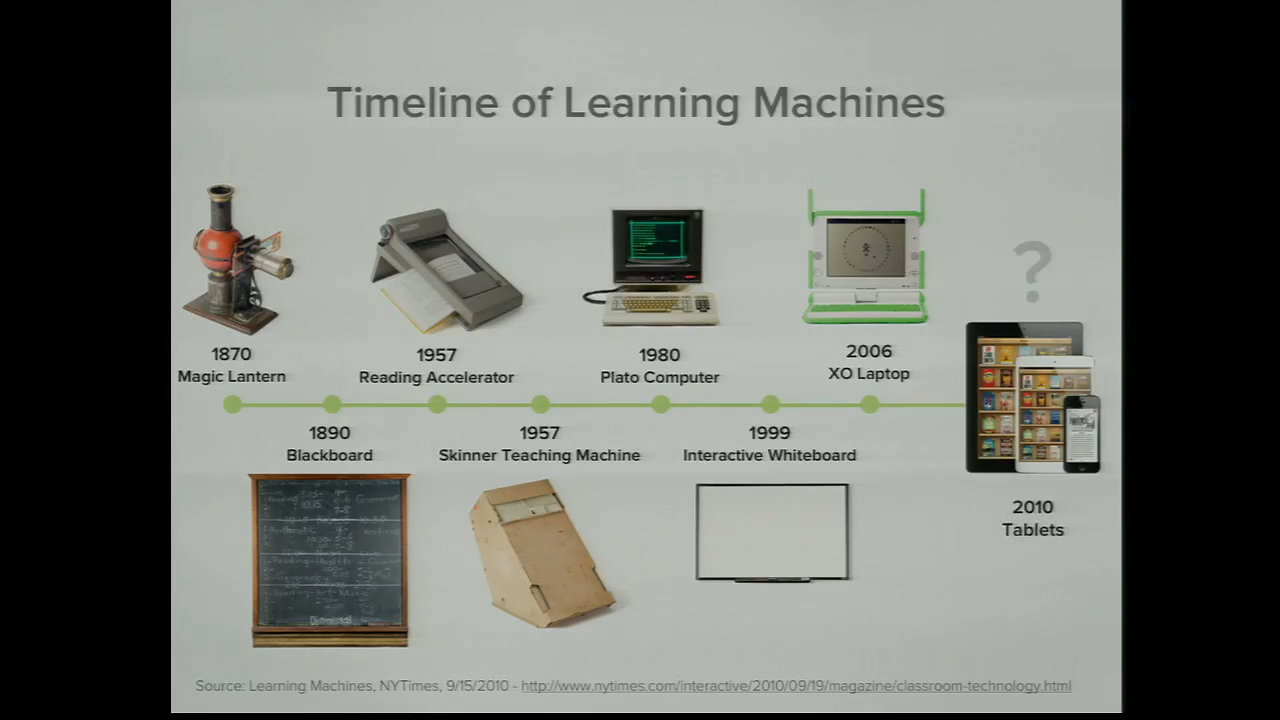 Timeline of Learning Machines
1870
Magic Lantern
1957
Reading Accelerator
1980
Plato Computer
2006
XO Laptop
?
1890
Blackboard
1957
Skinner Teaching Machine
1999
Interactive Whiteboard
2010
Tablets
Dismissal
Source: Learning Machines, NYTimes, 9/15/2010 - http://www.nytimes.com/interactive/2010/09/19/magazine/classroom-technology.html